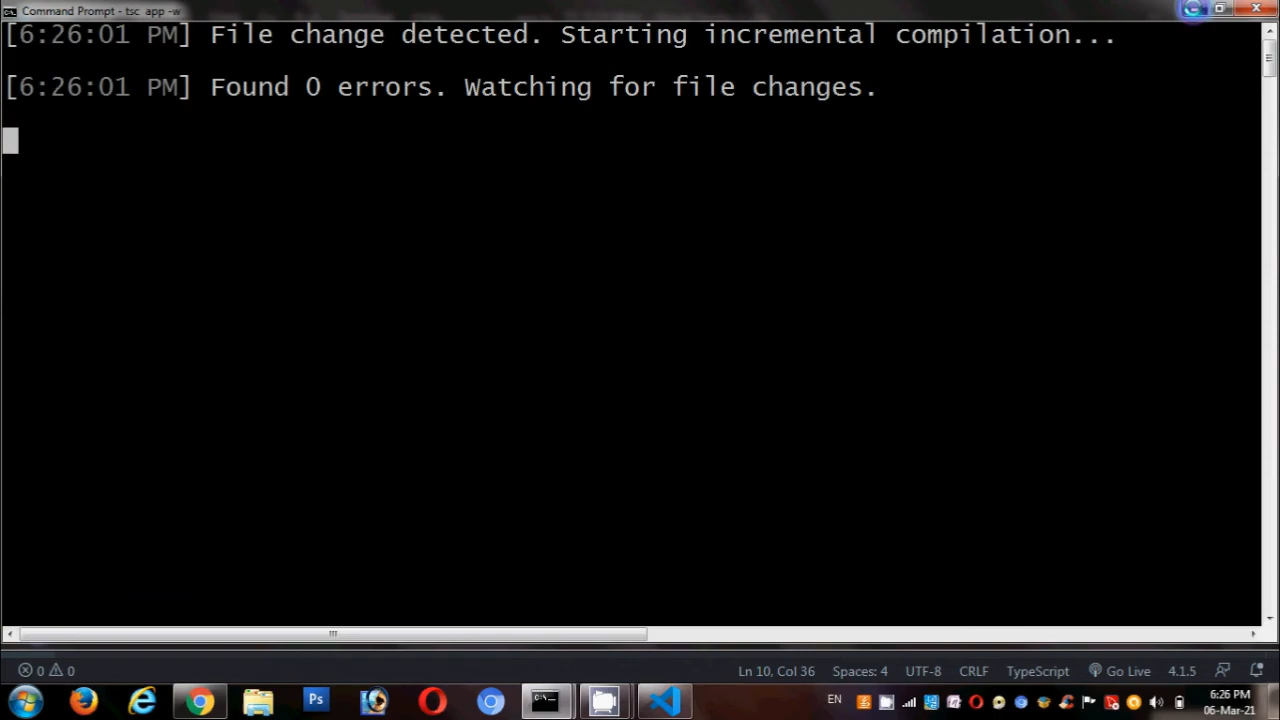 Command Prompt - tsc app -w
[6:26:01 PM] File change detected. Starting incremental compilation...
[6:26:01 PM] Found 0 errors. Watching for file changes.
0 0 Ln 10, Col 36 Spaces: 4 UTF-8 CRLF TypeScript Go Live 4.1.5
Ps EN 6:26 PM
06-Mar-21